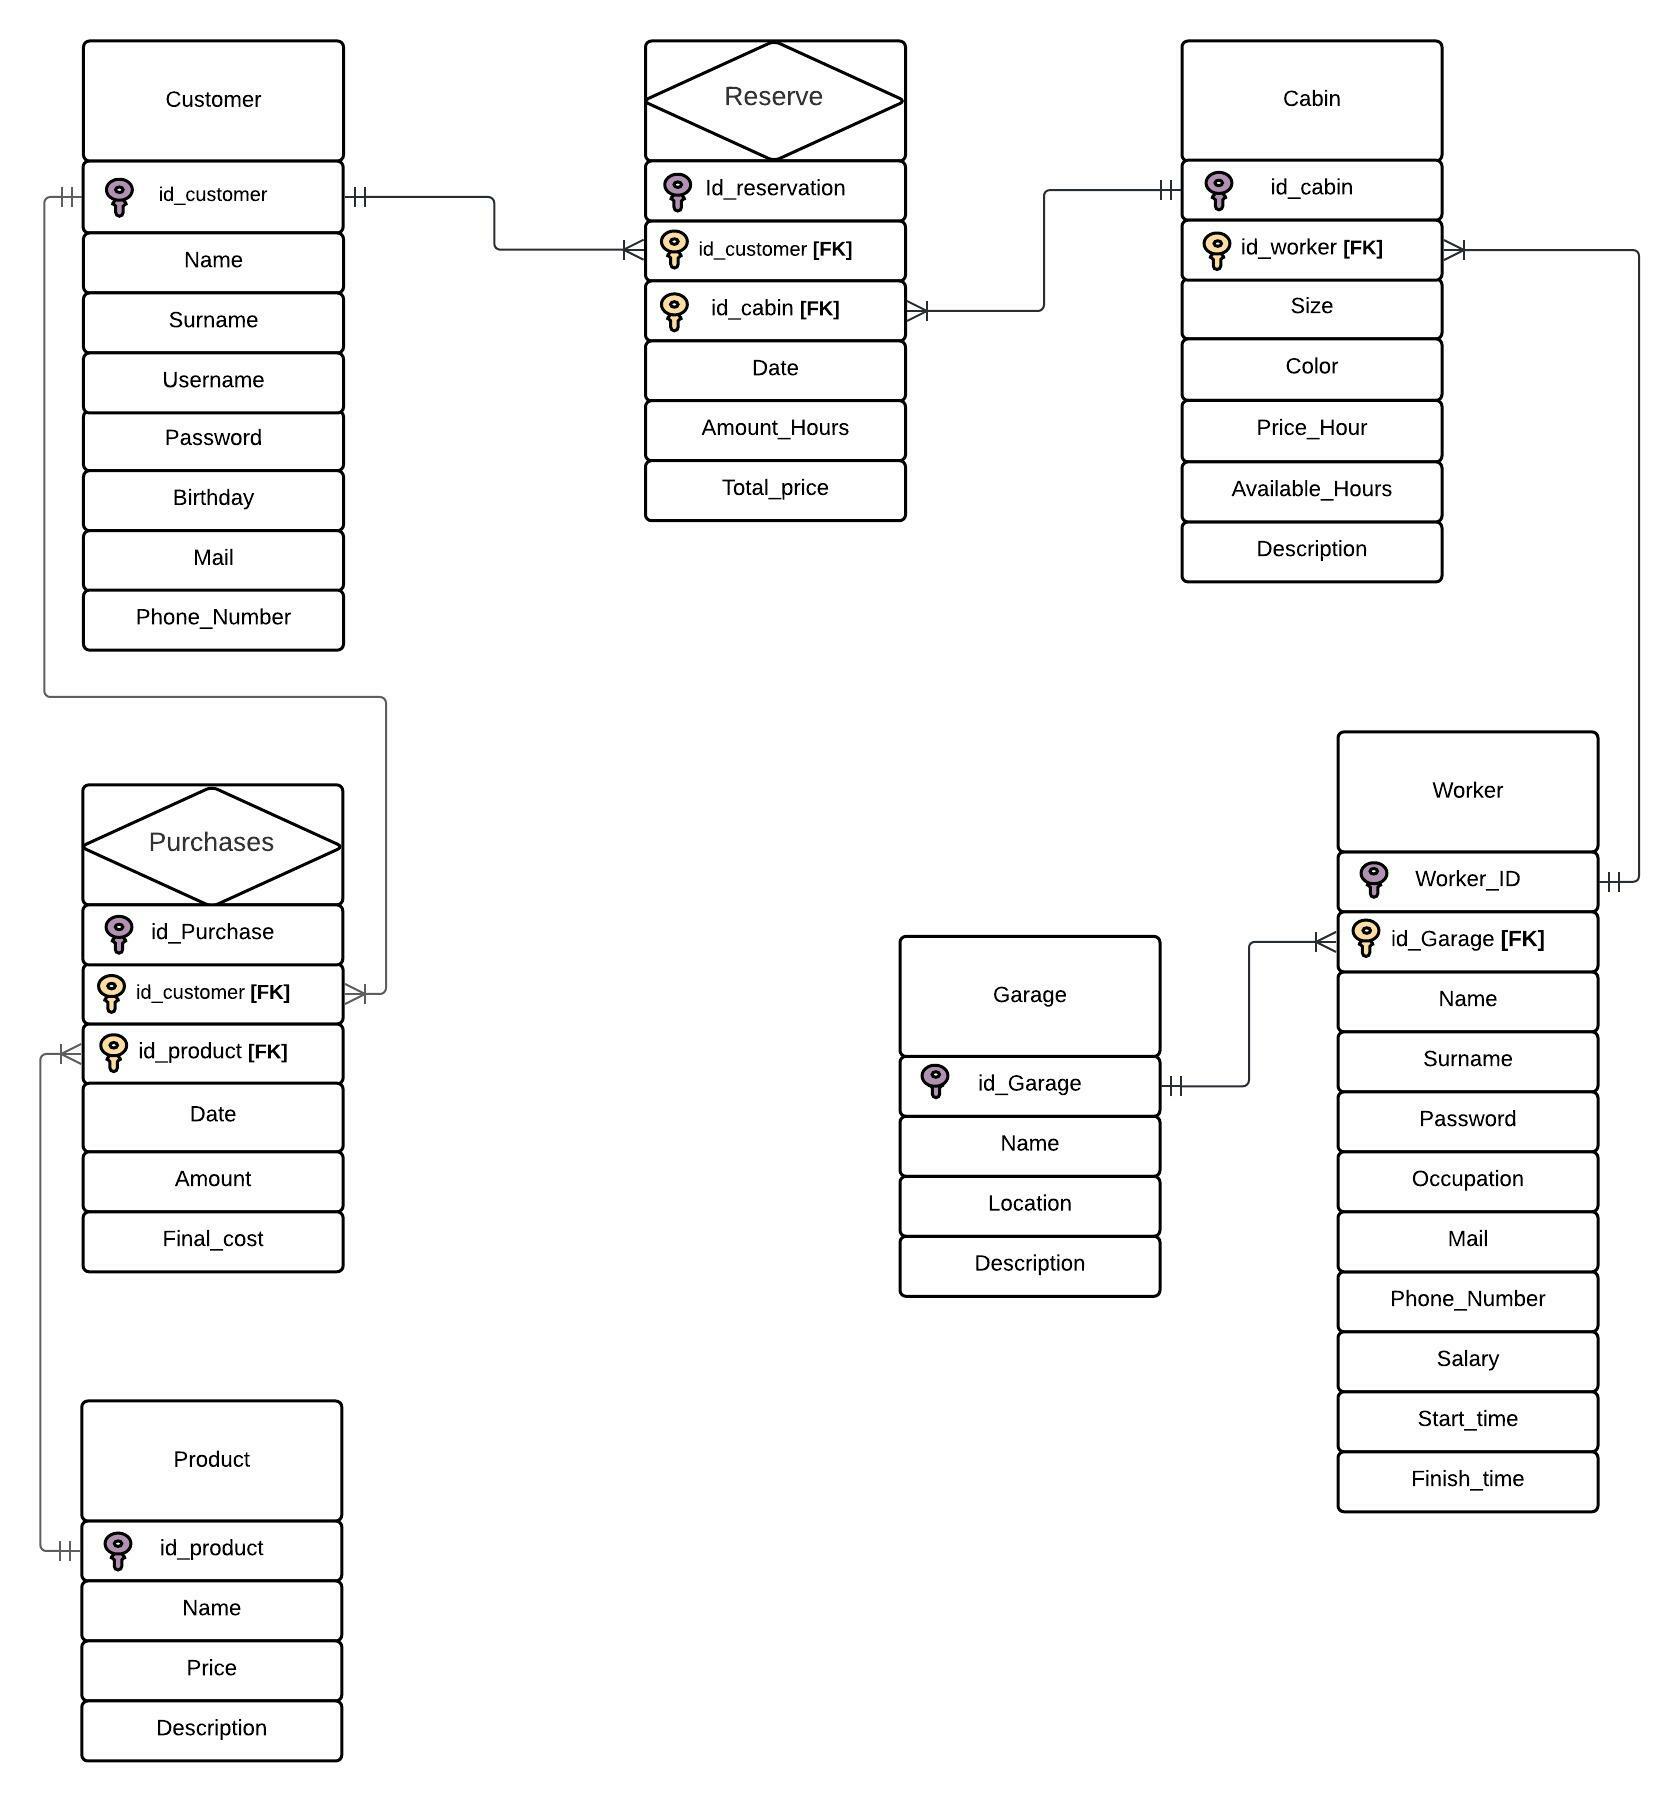 Customer
id_customer
Name
Surname
Username
Password
Birthday
Mail
Phone_Number
Reserve
Id_reservation
id_customer [FK]
id_cabin [FK]
Date
Amount_Hours
Total_price
Cabin
id_cabin
id_worker [FK]
Size
Color
Price_Hour
Available_Hours
Description
Purchases
id_Purchase
id_customer [FK]
id_product [FK]
Date
Amount
Final_cost
Garage
id_Garage
Name
Location
Description
Worker
Worker_ID
id_Garage [FK]
Name
Surname
Password
Occupation
Mail
Phone_Number
Salary
Start_time
Finish_time
Product
id_product
Name
Price
Description